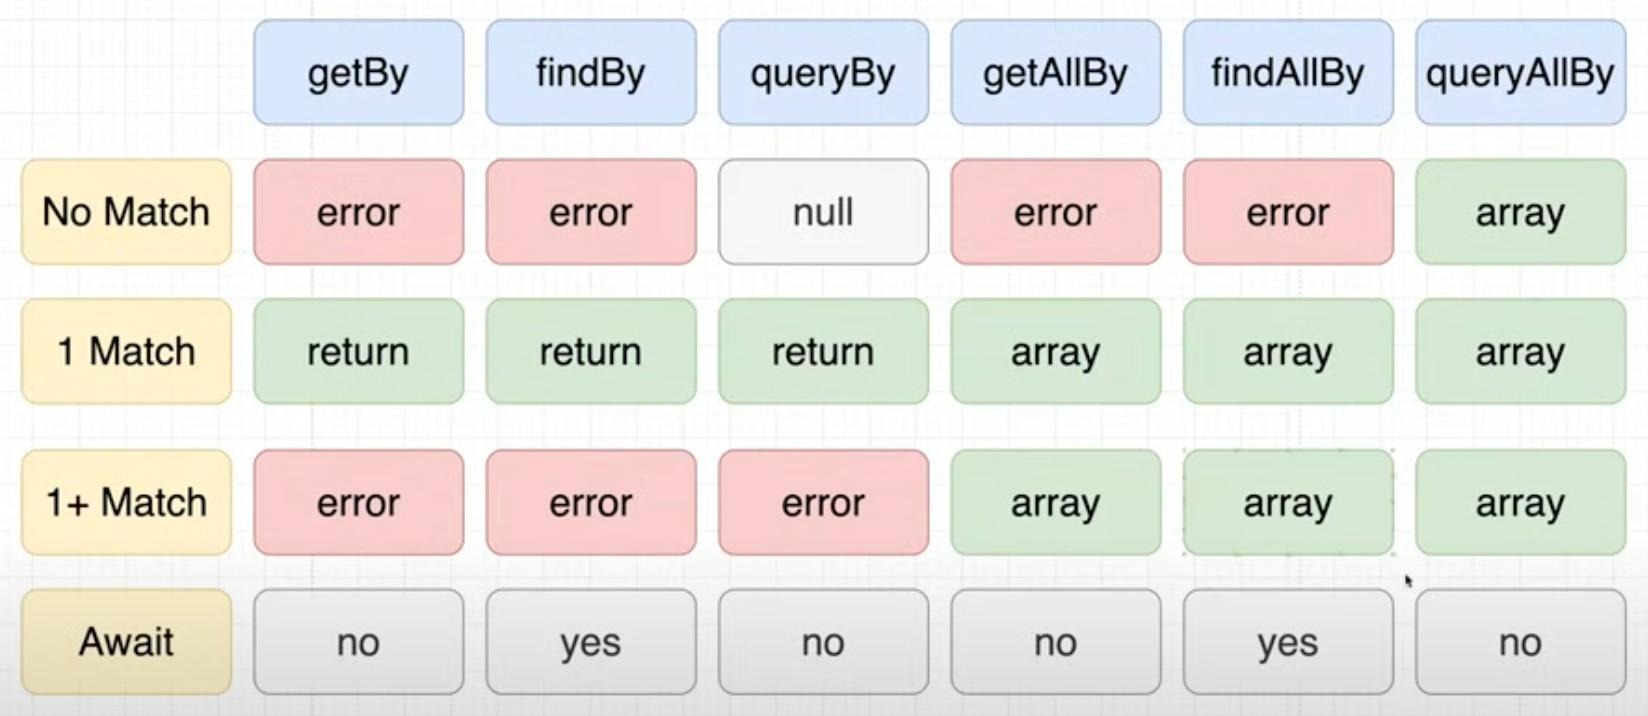 getBy findBy queryBy getAllBy findAllBy queryAllBy
No Match error error null error error array
1 Match return return return array array array
1+ Match error error error array array array
Await no yes no no yes no